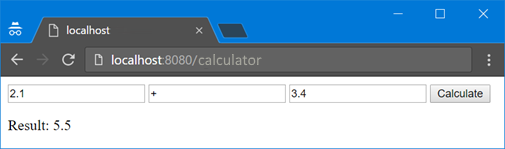 localhost
localhost:8080/calculator
2.1 + 3.4 Calculate
Result: 5.5